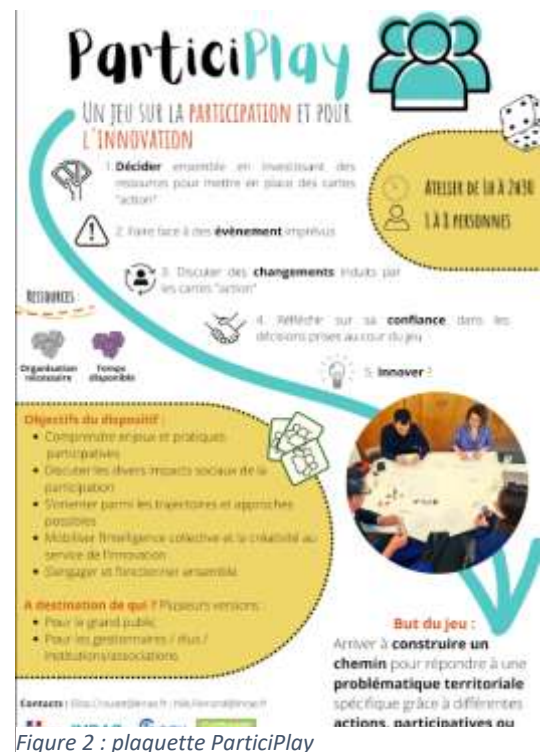 ParticiPlay
UN JEU SUR LA PARTICIPATION ET POUR
L'INNOVATION
1. Décider ensemble en investissant des
ressources pour mettre en place des cartes
"action"
ATELIER DE 1H À 2H30
1 À 8 PERSONNES
2. Faire face à des évènement imprévus
3. Discuter des changements induits par
les cartes "action"
RESSOURCES
4. Réfléchir sur sa confiance dans les
décisions prises au cour du jeu
Organisation
nécessaire
Temps
disponible
5. Innover !
Objectifs du dispositif :
Comprendre enjeux et pratiques
participatives
Discuter les divers impacts sociaux de la
participation
S'orienter parmi les trajectoires et approches
possibles
Mobiliser l'intelligence collective et la créativité au
service de l'innovation
S'engager et fonctionner ensemble
A destination de qui ? Plusieurs versions :
Pour le grand public
Pour les gestionnaires / élus /
institutions/associations
But du jeu :
Arriver à construire un
chemin pour répondre à une
problématique territoriale
spécifique grâce à différentes
actions, participatives ou
Contacts :
Figure 2 : plaquette ParticiPlay